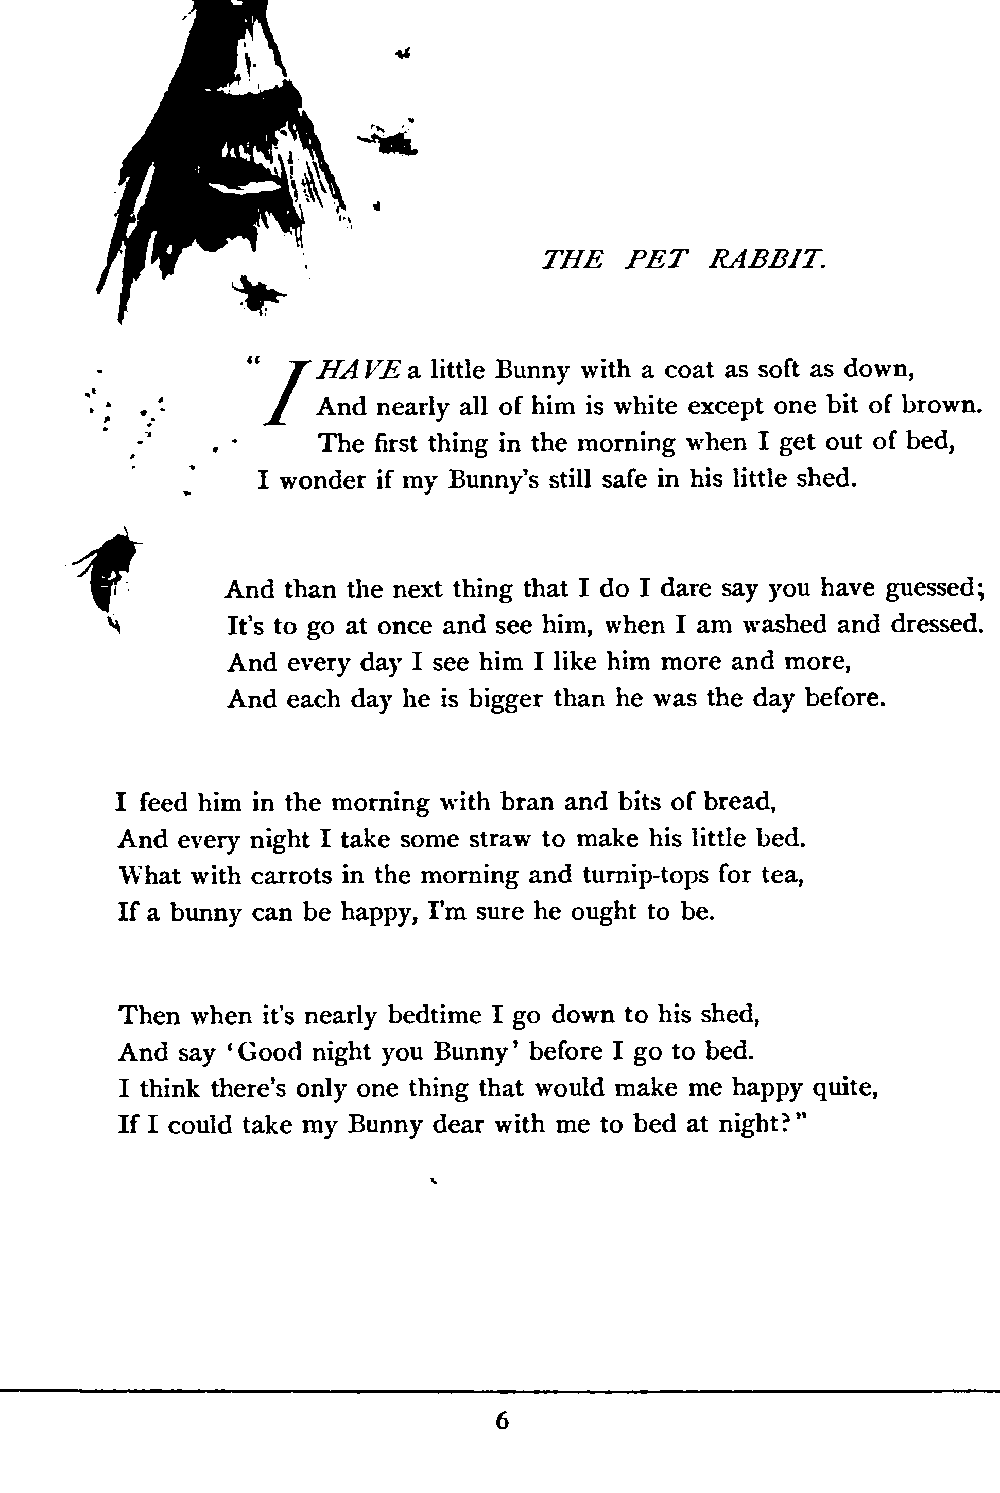 THE PET RABBIT.
"I HAVE a little Bunny with a coat as soft as down,
And nearly all of him is white except one bit of brown.
The first thing in the morning when I get out of bed,
I wonder if my Bunny's still safe in his little shed.
And than the next thing that I do I dare say you have guessed;
It's to go at once and see him, when I am washed and dressed.
And every day I see him I like him more and more,
And each day he is bigger than he was the day before.
I feed him in the morning with bran and bits of bread,
And every night I take some straw to make his little bed.
What with carrots in the morning and turnip-tops for tea,
If a bunny can be happy, I'm sure he ought to be.
Then when it's nearly bedtime I go down to his shed,
And say 'Good night you Bunny' before I go to bed.
I think there's only one thing that would make me happy quite,
If I could take my Bunny dear with me to bed at night?"
6